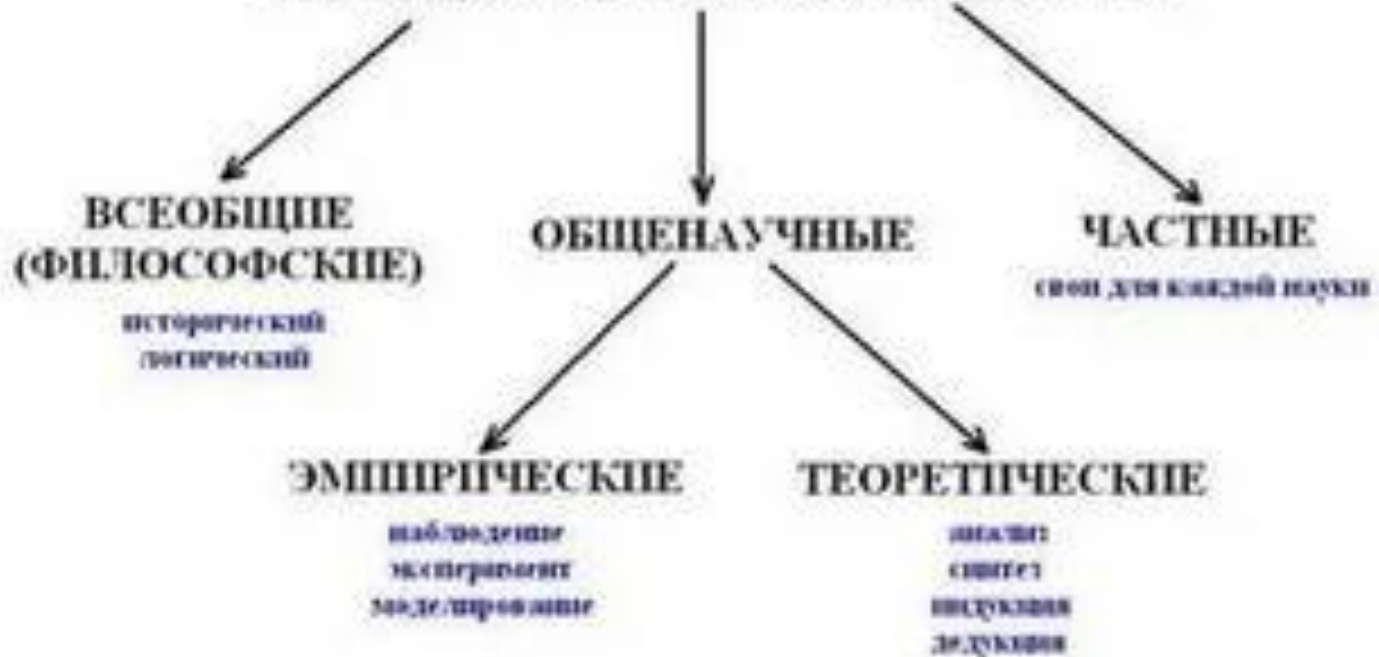 ВСЕОБЩИЕ
(ФИЛОСОФСКИЕ)
исторический
логический
ОБЩЕНАУЧНЫЕ
ЧАСТНЫЕ
свои для каждой науки
ЭМПИРИЧЕСКИЕ
наблюдение
эксперимент
моделирование
ТЕОРЕТИЧЕСКИЕ
анализ
синтез
индукция
дедукция